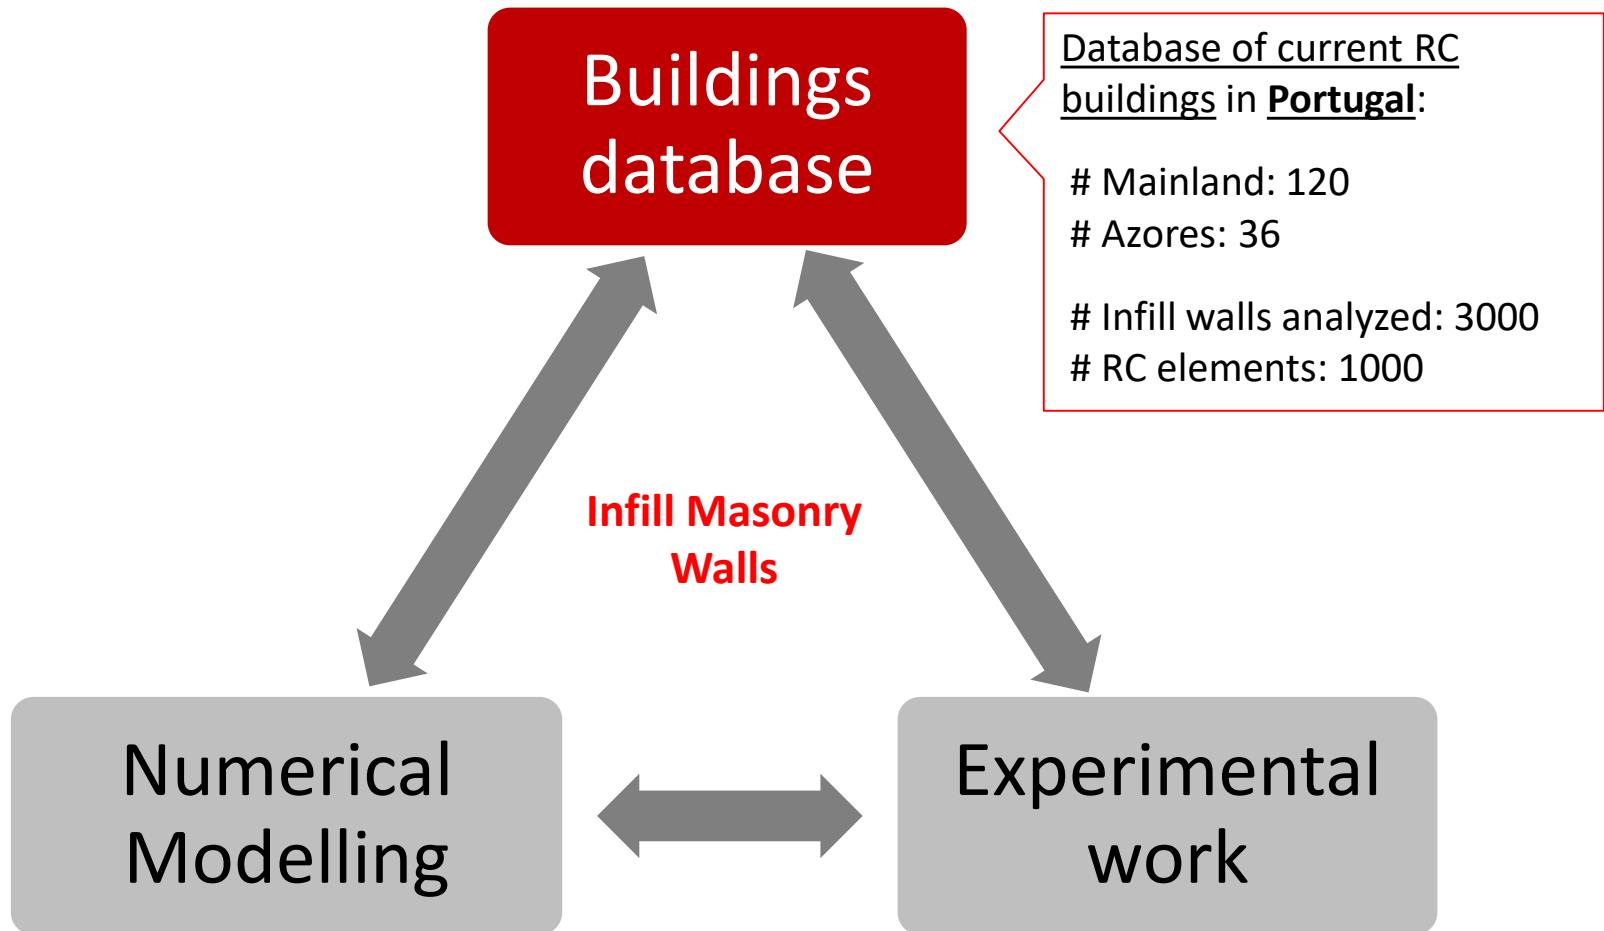 Buildings
database
Database of current RC
buildings in Portugal:
# Mainland: 120
# Azores: 36
# Infill walls analyzed: 3000
# RC elements: 1000
Infill Masonry
Walls
Numerical
Modelling
Experimental
work